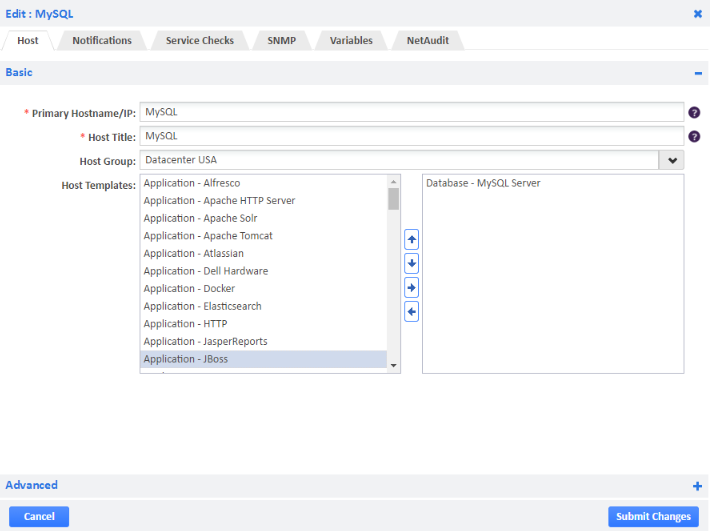 Edit : MySQL
Host
Notifications
Service Checks
SNMP
Variables
NetAudit
Basic
* Primary Hostname/IP: MySQL
* Host Title: MySQL
Host Group: Datacenter USA
Host Templates:
Application - Alfresco
Application - Apache HTTP Server
Application - Apache Solr
Application - Apache Tomcat
Application - Atlassian
Application - Dell Hardware
Application - Docker
Application - Elasticsearch
Application - HTTP
Application - JasperReports
Application - JBoss
Database - MySQL Server
Advanced
Cancel
Submit Changes